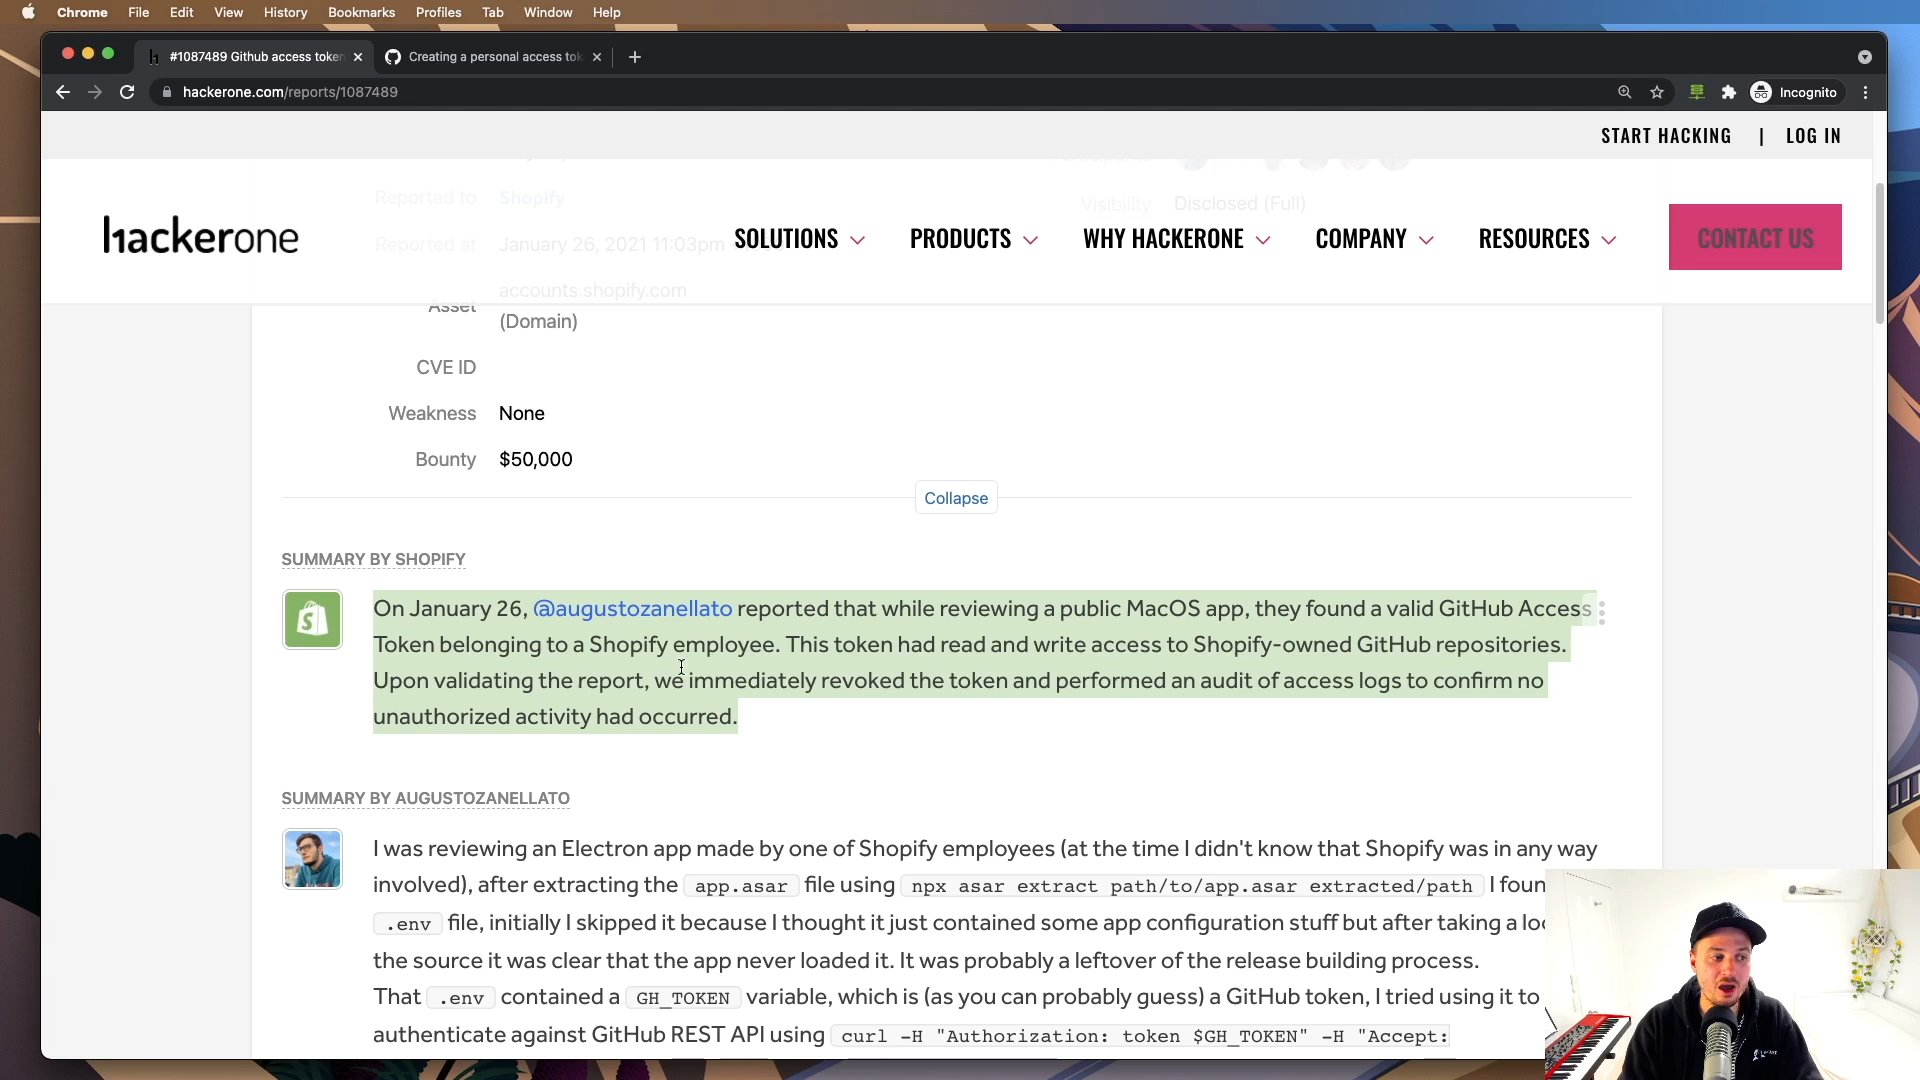 Chrome File Edit View History Bookmarks Profiles Tab Window Help
#1087489 Github access token
Creating a personal access tok
hackerone.com/reports/1087489
Incognito
START HACKING | LOG IN
Reported to Shopify
Visibility Disclosed (Full)
hackerone
SOLUTIONS PRODUCTS WHY HACKERONE COMPANY RESOURCES CONTACT US
Reported at January 26, 2021 11:03pm
accounts.shopify.com
Asset
(Domain)
CVE ID
Weakness None
Bounty $50,000
Collapse
SUMMARY BY SHOPIFY
On January 26, @augustozanellato reported that while reviewing a public MacOS app, they found a valid GitHub Access
Token belonging to a Shopify employee. This token had read and write access to Shopify-owned GitHub repositories.
Upon validating the report, we immediately revoked the token and performed an audit of access logs to confirm no
unauthorized activity had occurred.
SUMMARY BY AUGUSTOZANELLATO
I was reviewing an Electron app made by one of Shopify employees (at the time I didn't know that Shopify was in any way
involved), after extracting the app.asar file using npx asar extract path/to/app.asar extracted/path I foun
.env file, initially I skipped it because I thought it just contained some app configuration stuff but after taking a loo
the source it was clear that the app never loaded it. It was probably a leftover of the release building process.
That .env contained a GH_TOKEN variable, which is (as you can probably guess) a GitHub token, I tried using it to
authenticate against GitHub REST API using curl -H "Authorization: token $GH_TOKEN" -H "Accept: